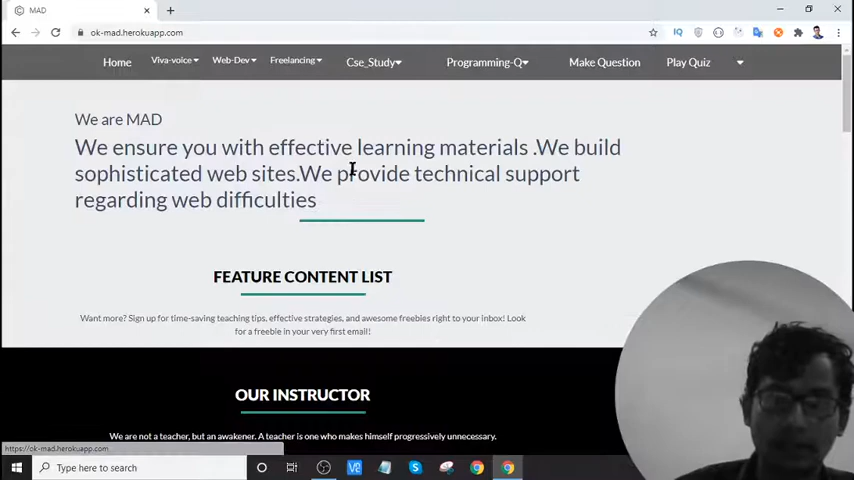 MAD
ok-mad.herokuapp.com
Home Viva-voice Web-Dev Freelancing Cse_Study Programming-Q Make Question Play Quiz
We are MAD
We ensure you with effective learning materials .We build
sophisticated web sites.We provide technical support
regarding web difficulties
FEATURE CONTENT LIST
Want more? Sign up for time-saving teaching tips, effective strategies, and awesome freebies right to your inbox! Look
for a freebie in your very first email!
OUR INSTRUCTOR
We are not a teacher, but an awakener. A teacher is one who makes himself progressively unnecessary.
https://ok-mad.herokuapp.com
Type here to search